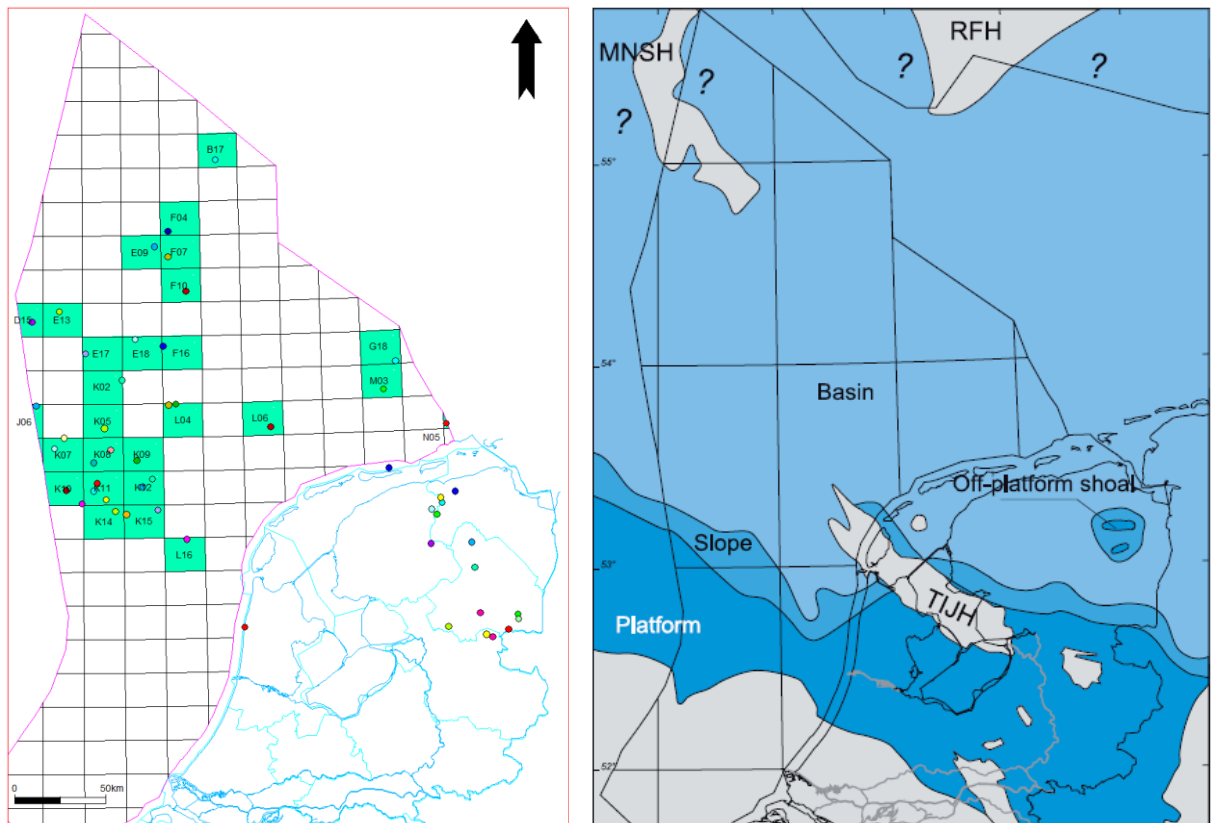 B17
F04
E09
F07
F10
D15
E13
E17
E18
F16
G18
K02
M03
J06
K05
L04
L06
N05
K07
K08
K09
K10
K11
K12
K14
K15
L16
0
50km
MNSH
RFH
?
?
?
?
55°
54°
Basin
Off-platform shoal
Slope
53°
TIJH
Platform
52°